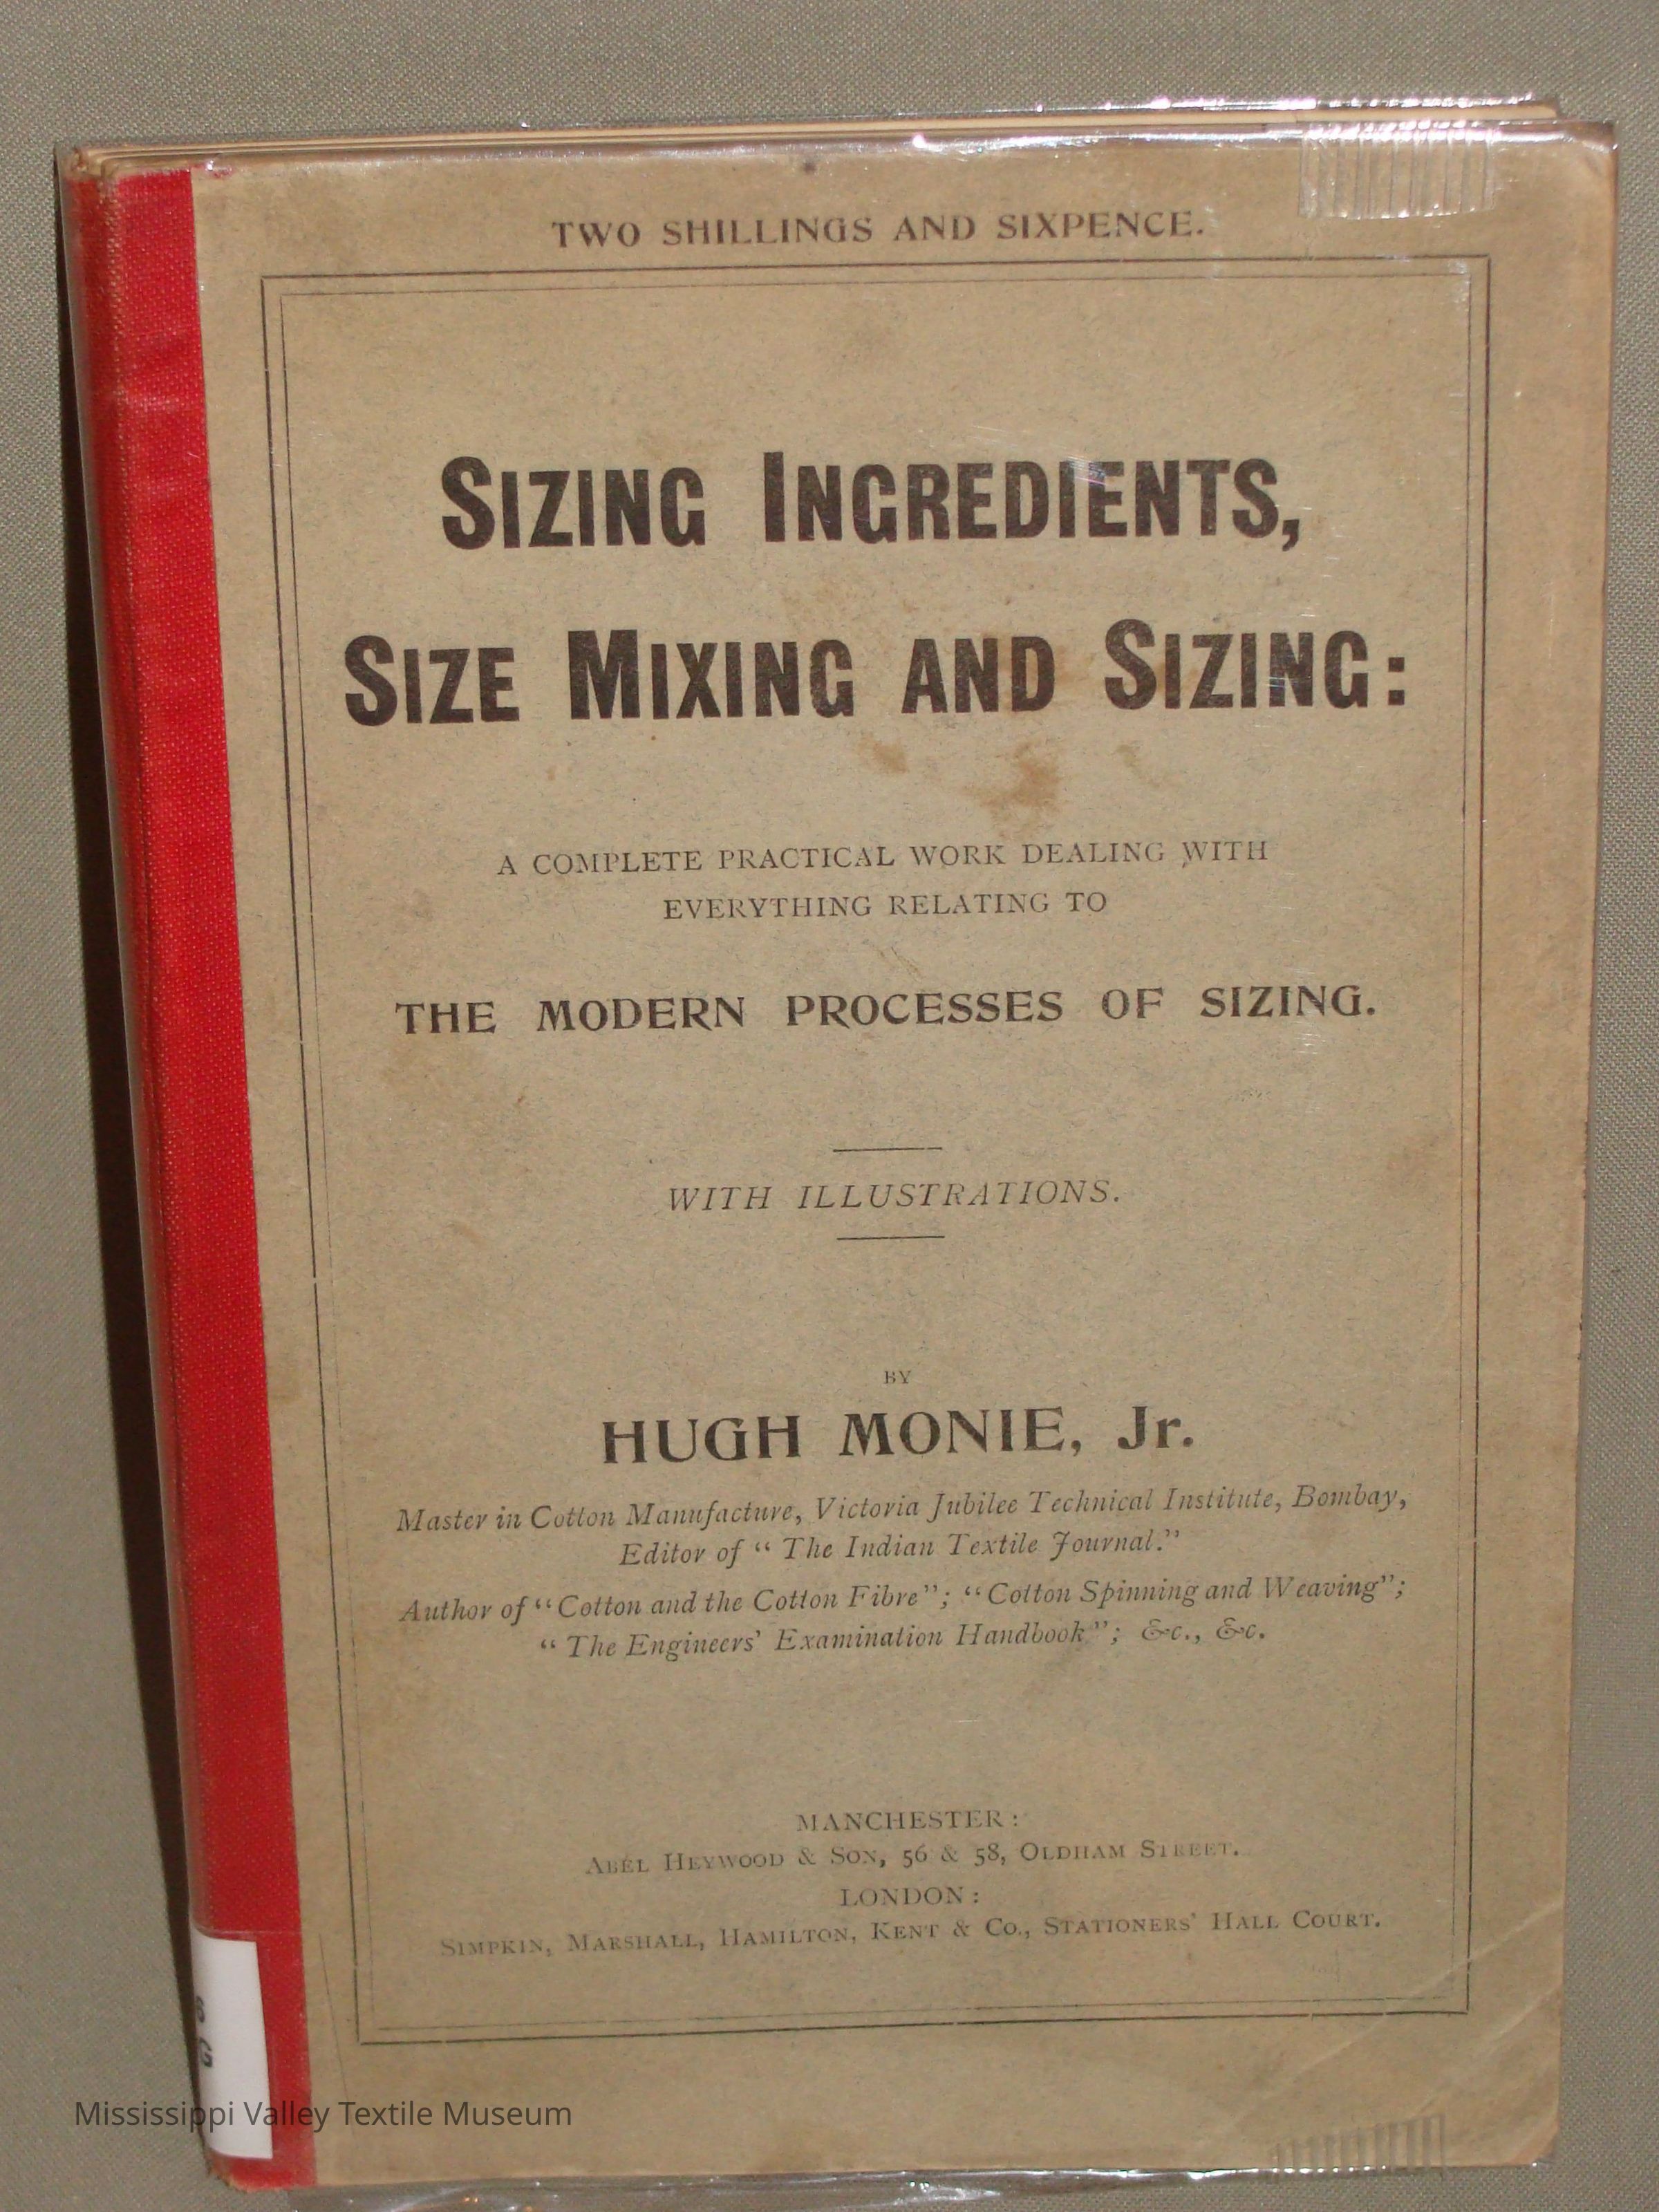 TWO SHILLINGS AND SIXPENCE.
SIZING INGREDIENTS,
SIZE MIXING AND SIZING:
A COMPLETE PRACTICAL WORK DEALING WITH
EVERYTHING RELATING TO
THE MODERN PROCESSES OF SIZING.
WITH ILLUSTRATIONS.
BY
HUGH MONIE, Jr.
Master in Cotton Manufacture, Victoria Jubilee Technical Institute, Bombay,
Editor of "The Indian Textile Journal."
Author of "Cotton and the Cotton Fibre"; "Cotton Spinning and Weaving";
"The Engineers' Examination Handbook"; &c., &c.
MANCHESTER:
ABEL HEYWOOD & SON, 56 & 58, OLDHAM STREET.
LONDON:
SIMPKIN, MARSHALL, HAMILTON, KENT & CO., STATIONERS' HALL COURT.
Mississippi Valley Textile Museum